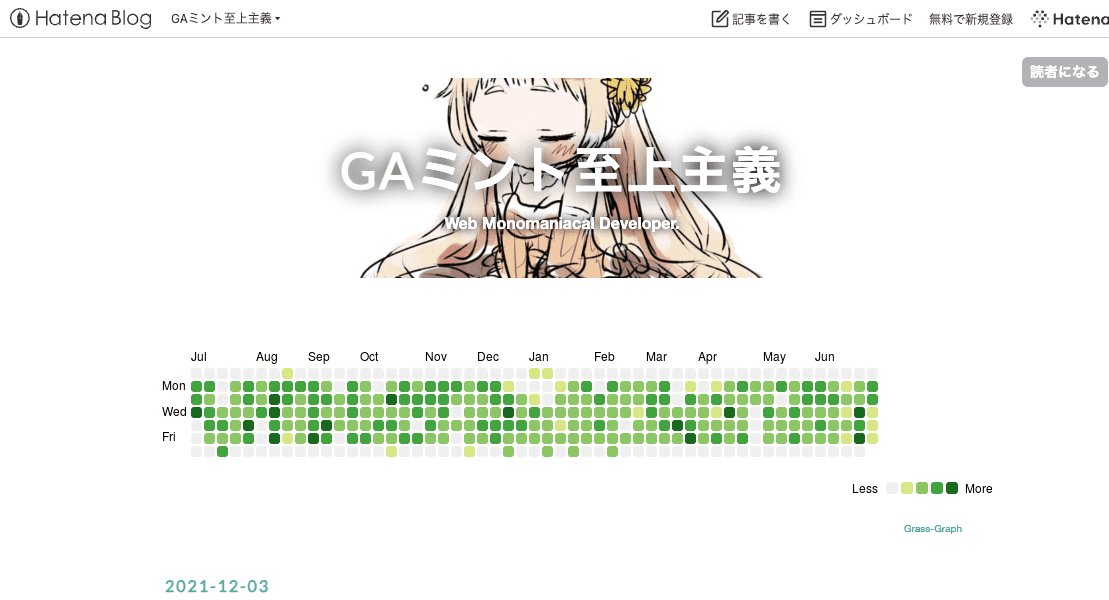 Hatena Blog GAミント至上主義 記事を書く ダッシュボード 無料で新規登録 Hatena
読者になる
GAミント至上主義
Web Monomaniacal Developer.
Jul Aug Sep Oct Nov Dec Jan Feb Mar Apr May Jun
Mon
Wed
Fri
Less More
Grass-Graph
2021-12-03